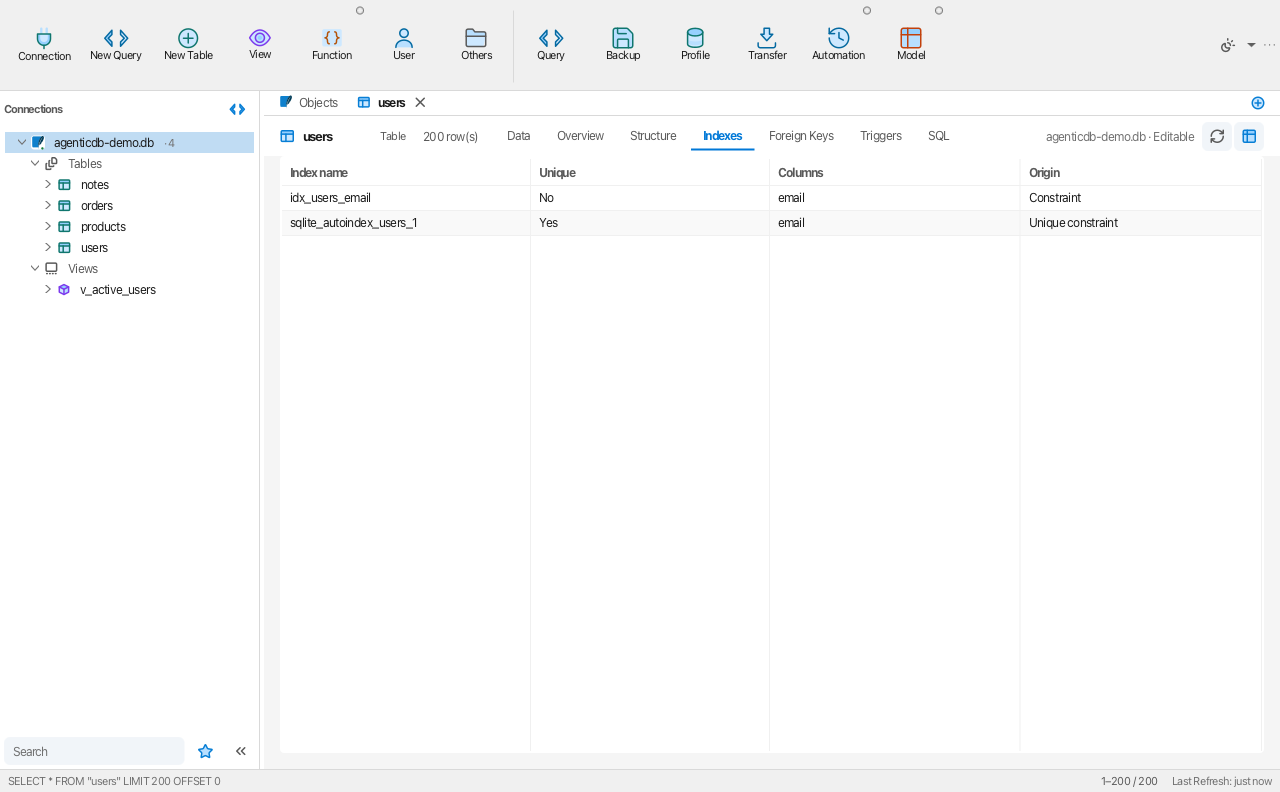 Connection
New Query
New Table
View
Function
User
Others
Query
Backup
Profile
Transfer
Automation
Model
Connections
agenticdb-demo.db · 4
Tables
notes
orders
products
users
Views
v_active_users
Search
Objects
users
users
Table
200 row(s)
Data
Overview
Structure
Indexes
Foreign Keys
Triggers
SQL
agenticdb-demo.db · Editable
Index name Unique Columns Origin
idx_users_email No email Constraint
sqlite_autoindex_users_1 Yes email Unique constraint
SELECT * FROM "users" LIMIT 200 OFFSET 0
1–200 / 200
Last Refresh: just now